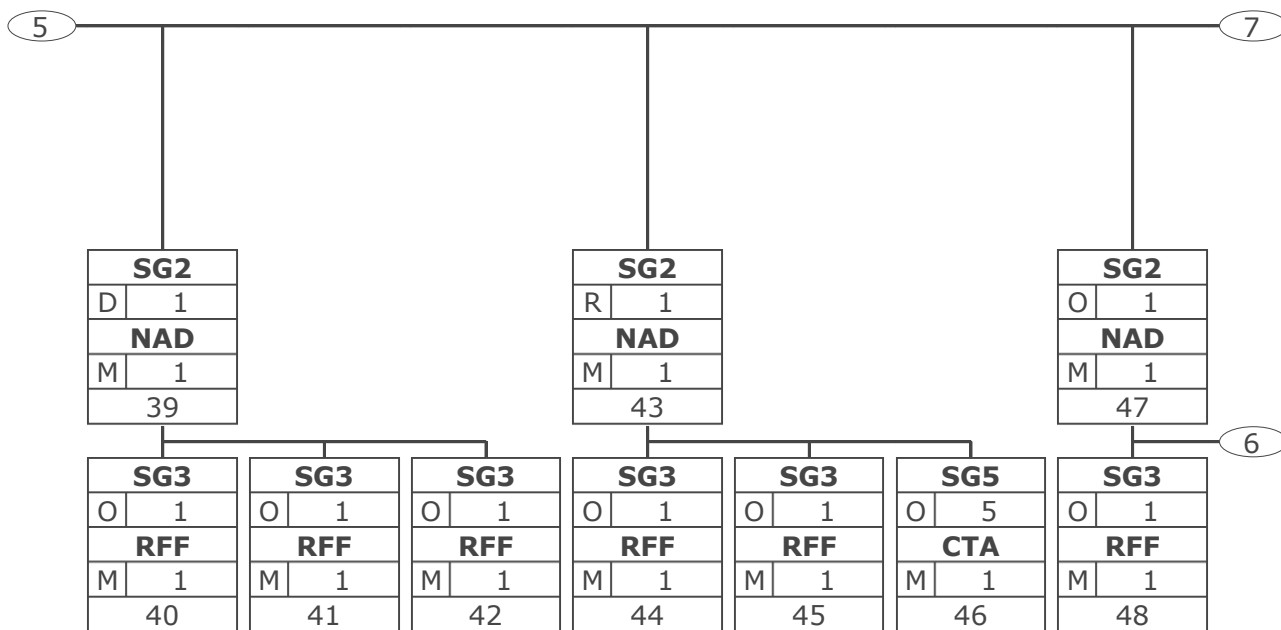 5 7
SG2 SG2 SG2
D 1 R 1 O 1
NAD NAD NAD
M 1 M 1 M 1
39 43 47
6
SG3 SG3 SG3 SG3 SG3 SG5 SG3
O 1 O 1 O 1 O 1 O 1 O 5 O 1
RFF RFF RFF RFF RFF CTA RFF
M 1 M 1 M 1 M 1 M 1 M 1 M 1
40 41 42 44 45 46 48